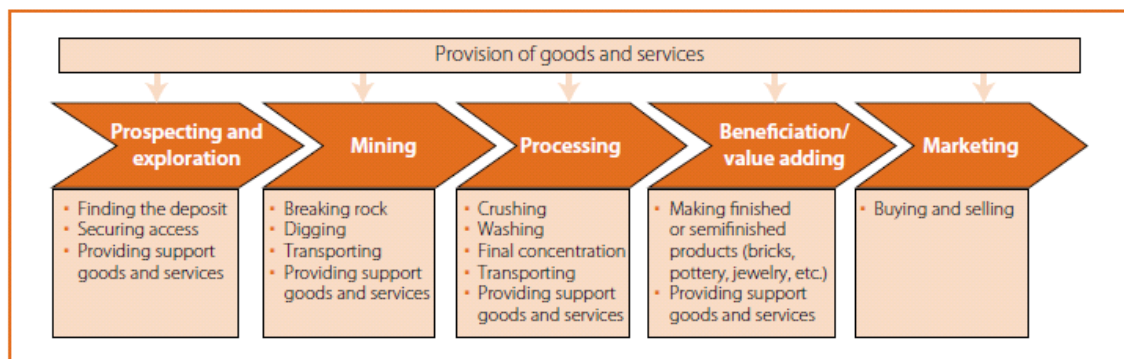 Provision of goods and services
Prospecting and
exploration
Mining
Processing
Beneficiation/
value adding
Marketing
▪ Finding the deposit
▪ Securing access
▪ Providing support
goods and services
▪ Breaking rock
▪ Digging
▪ Transporting
▪ Providing support
goods and services
▪ Crushing
▪ Washing
▪ Final concentration
▪ Transporting
▪ Providing support
goods and services
▪ Making finished
or semifinished
products (bricks,
pottery, jewelry, etc.)
▪ Providing support
goods and services
▪ Buying and selling